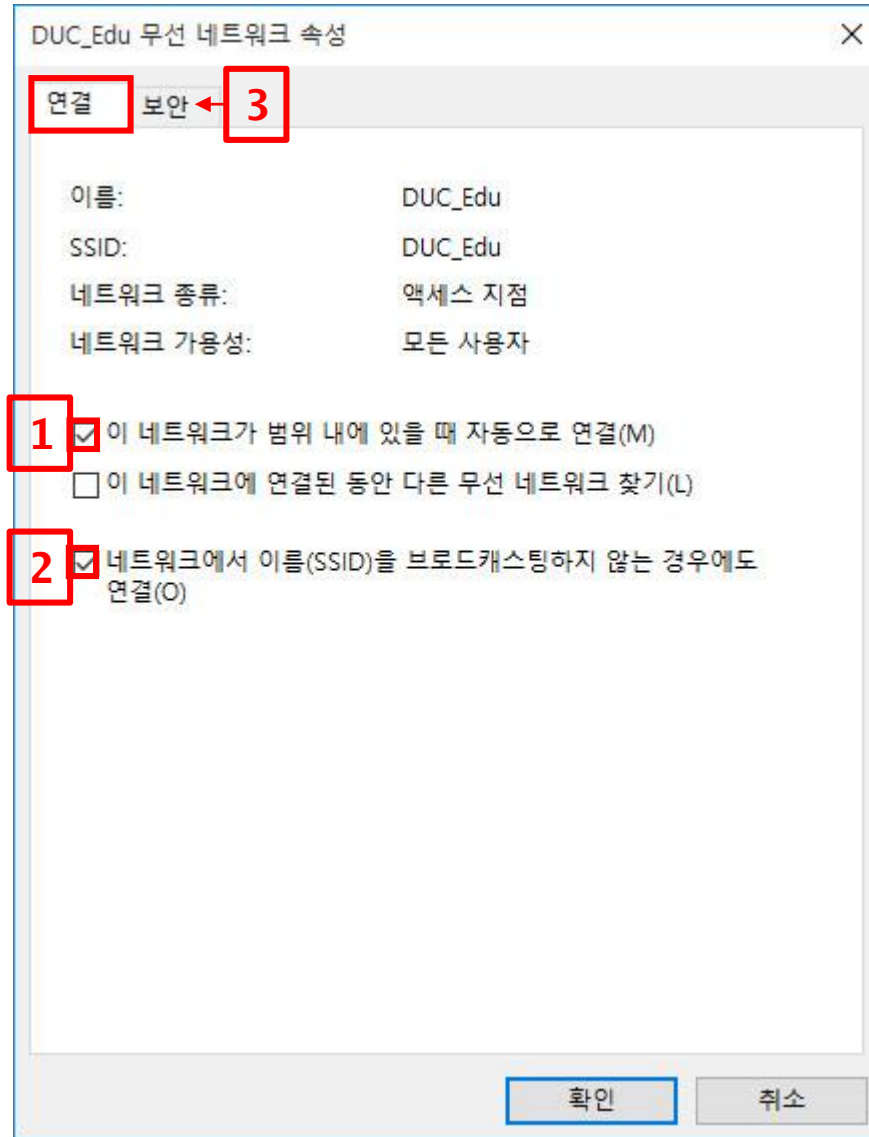 DUC_Edu 무선 네트워크 속성
연결 보안 3
이름: DUC_Edu
SSID: DUC_Edu
네트워크 종류: 액세스 지점
네트워크 가용성: 모든 사용자
1 이 네트워크가 범위 내에 있을 때 자동으로 연결(M)
이 네트워크에 연결된 동안 다른 무선 네트워크 찾기(L)
2 네트워크에서 이름(SSID)을 브로드캐스팅하지 않는 경우에도
연결(O)
확인 취소